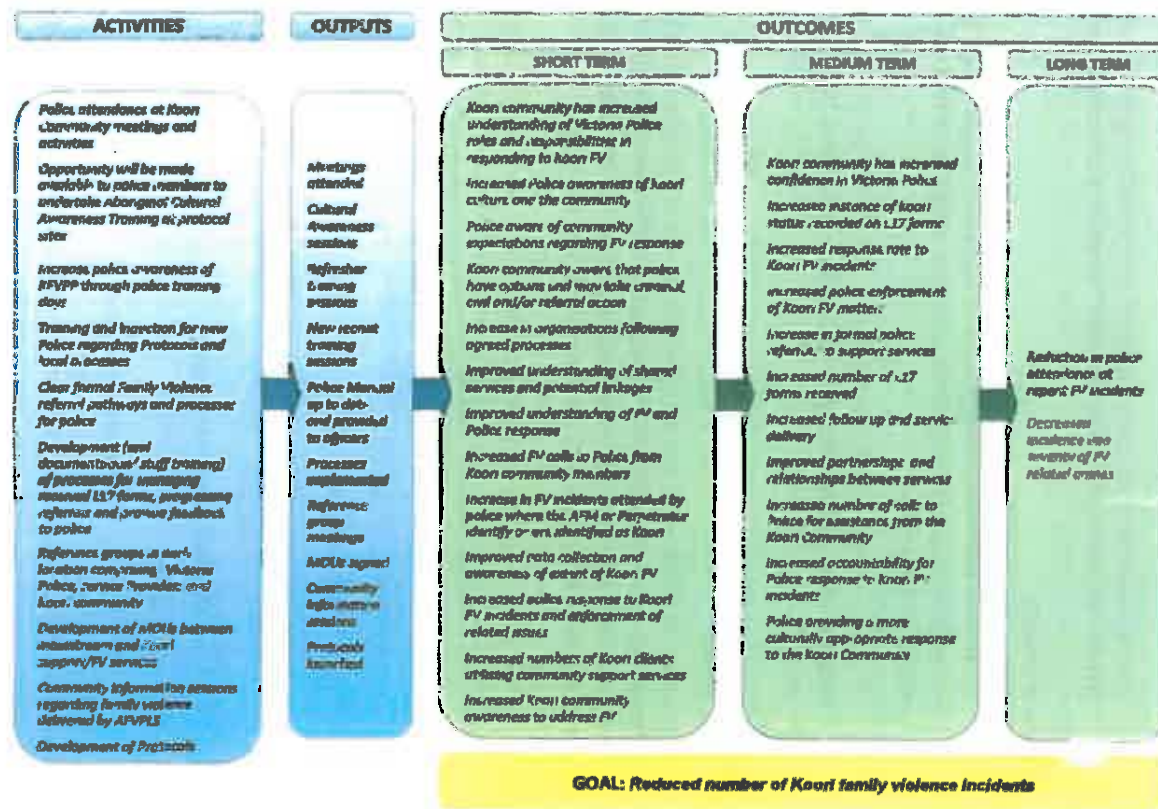 ACTIVITIES
OUTPUTS
OUTCOMES
SHORT TERM
MEDIUM TERM
LONG TERM
Police attendance at Koori
Community meetings and
activities
Opportunity will be made
available to police members to
undertake Aboriginal Cultural
Awareness Training at protocol
sites
Increase police awareness of
KFVPP through police training
days
Training and induction for new
Police regarding Protocols and
local processes
Clear formal Family Violence
referral pathways and processes
for police
Development (and
documentation/ staff training)
of processes for managing
received L17 forms, progressing
referrals and provide feedback
to police
Reference groups in each
location comprising Victoria
Police, Service Providers and
Koori community
Development of MOUs between
mainstream and Koori
support/FV services
Community information sessions
regarding family violence
delivered by AFVPLS
Development of Protocols
Meetings
attended
Cultural
Awareness
sessions
Refresher
training
sessions
New recruit
training
sessions
Police Manual
up to date
and provided
to officers
Processes
implemented
Reference
group
meetings
MOUs signed
Community
information
sessions
Protocols
launched
Koori community has increased
understanding of Victoria Police
roles and responsibilities in
responding to Koori FV
Increased Police awareness of Koori
culture and the community
Police aware of community
expectations regarding FV response
Koori community aware that police
have options and may take criminal,
civil and/or referral action
Increase in organisations following
agreed processes
Improved understanding of shared
services and potential linkages
Improved understanding of FV and
Police response
Increased FV calls to Police from
Koori community members
Increase in FV incidents attended by
police where the AFM or Perpetrator
identify or are identified as Koori
Improved data collection and
awareness of extent of Koori FV
Increased police response to Koori
FV incidents and enforcement of
related issues
Increased numbers of Koori clients
utilising community support services
Increased Koori community
awareness to address FV
Koori community has increased
confidence in Victoria Police
Increased instance of Koori
status recorded on L17 forms
Increased response rate to
Koori FV incidents
Increased police enforcement
of Koori FV matters
Increase in formal police
referrals to support services
Increased number of L17
forms received
Increased follow up and service
delivery
Improved partnerships and
relationships between services
Increased number of calls to
Police for assistance from the
Koori Community
Increased accountability for
Police response to Koori FV
incidents
Police providing a more
culturally appropriate response
to the Koori Community
Reduction in police
attendance at
repeat FV incidents
Decreased
incidence and
severity of FV
related crimes
GOAL: Reduced number of Koori family violence incidents